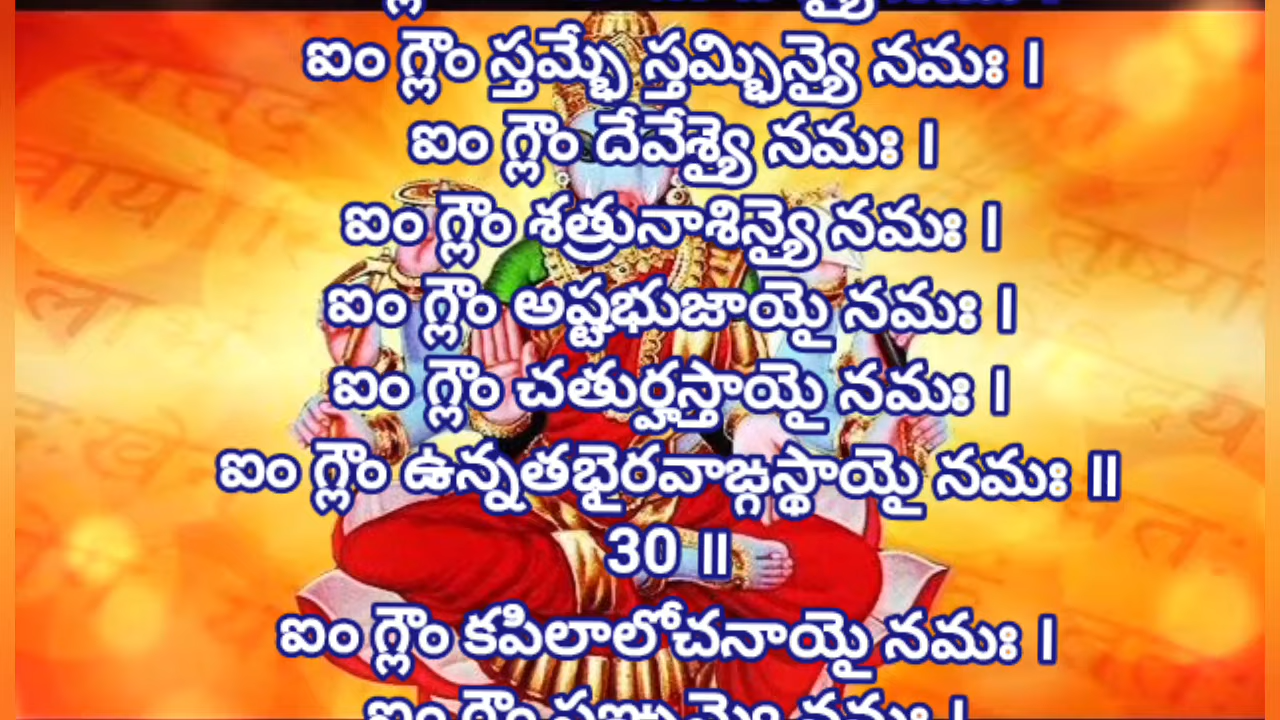 ఐం గ్లౌం స్తమ్భే స్తమ్భిన్యై నమః ।
ఐం గ్లౌం దేవేశ్యై నమః ।
ఐం గ్లౌం శత్రునాశిన్యై నమః ।
ఐం గ్లౌం అష్టభుజాయై నమః ।
ఐం గ్లౌం చతుర్హస్తాయై నమః ।
ఐం గ్లౌం ఉన్నతభైరవాఙ్గస్థాయై నమః ॥
30 ॥
ఐం గ్లౌం కపిలాలోచనాయై నమః ।
ఐం గ్లౌం